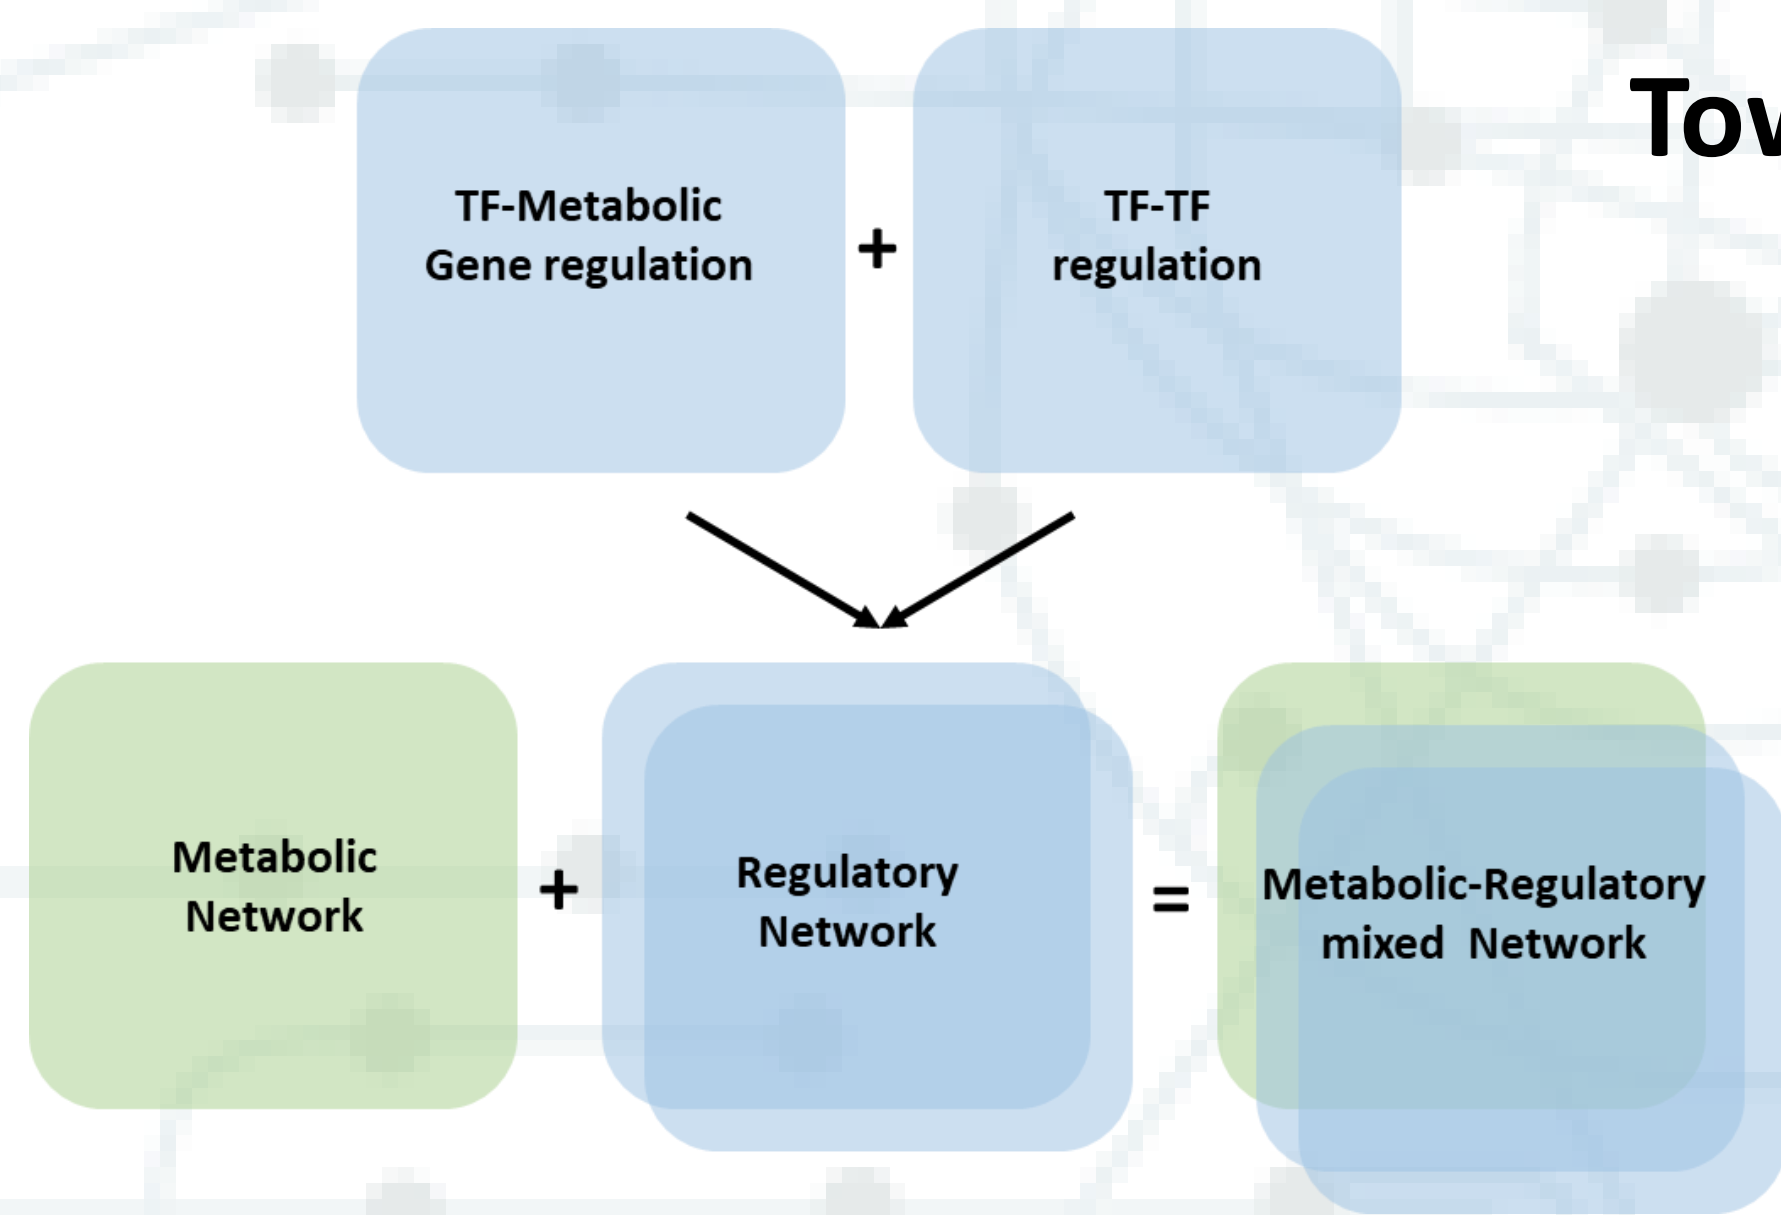 TF-Metabolic
Gene regulation
+
TF-TF
regulation
Metabolic
Network
+
Regulatory
Network
=
Metabolic-Regulatory
mixed  Network